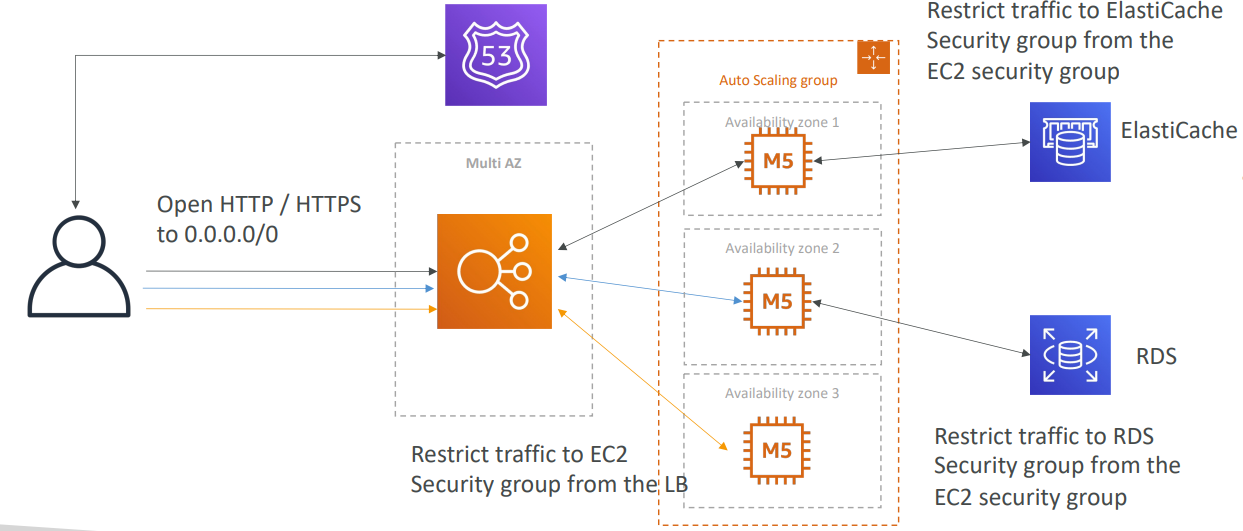 Restrict traffic to ElastiCache
Security group from the
EC2 security group
53
Auto Scaling group
Availability zone 1
M5
ElastiCache
Multi AZ
Open HTTP / HTTPS
to 0.0.0.0/0
Availability zone 2
M5
RDS
Availability zone 3
M5
Restrict traffic to EC2
Security group from the LB
Restrict traffic to RDS
Security group from the
EC2 security group